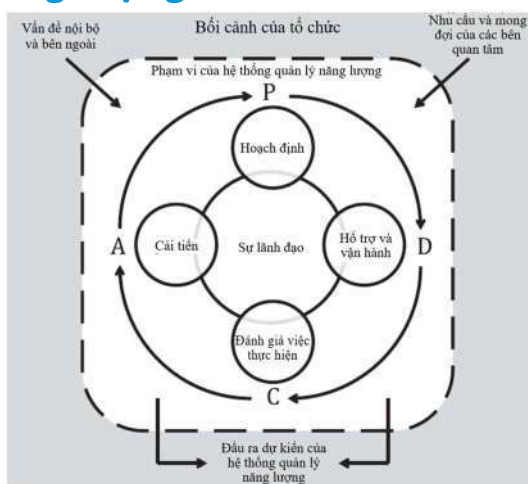 Vấn đề nội bộ
và bên ngoài
Bối cảnh của tổ chức
Nhu cầu và mong
đợi của các bên
quan tâm
Phạm vi của hệ thống quản lý năng lượng
P
Hoạch định
A
Cải tiến
Sự lãnh đạo
Hỗ trợ và
vận hành
D
Đánh giá việc
thực hiện
C
Đầu ra dự kiến của
hệ thống quản lý
năng lượng